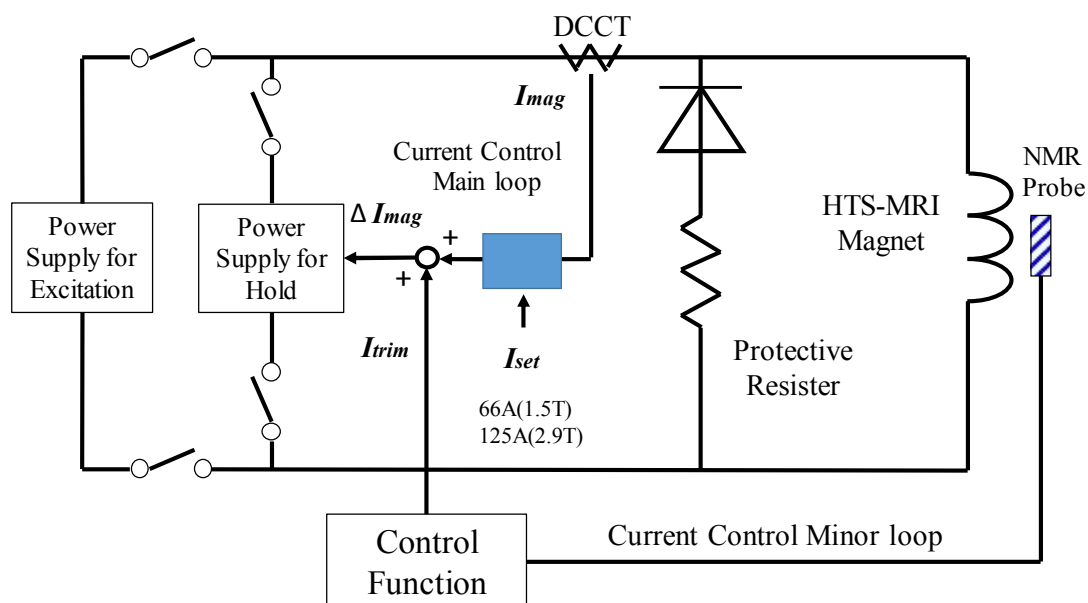 DCCT
Imag
Current Control
Main loop
NMR
Probe
HTS-MRI
Magnet
Power
Supply for
Excitation
Power
Supply for
Hold
Δ Imag
+
+
Itrim
Iset
66A(1.5T)
125A(2.9T)
Protective
Resister
Control
Function
Current Control Minor loop